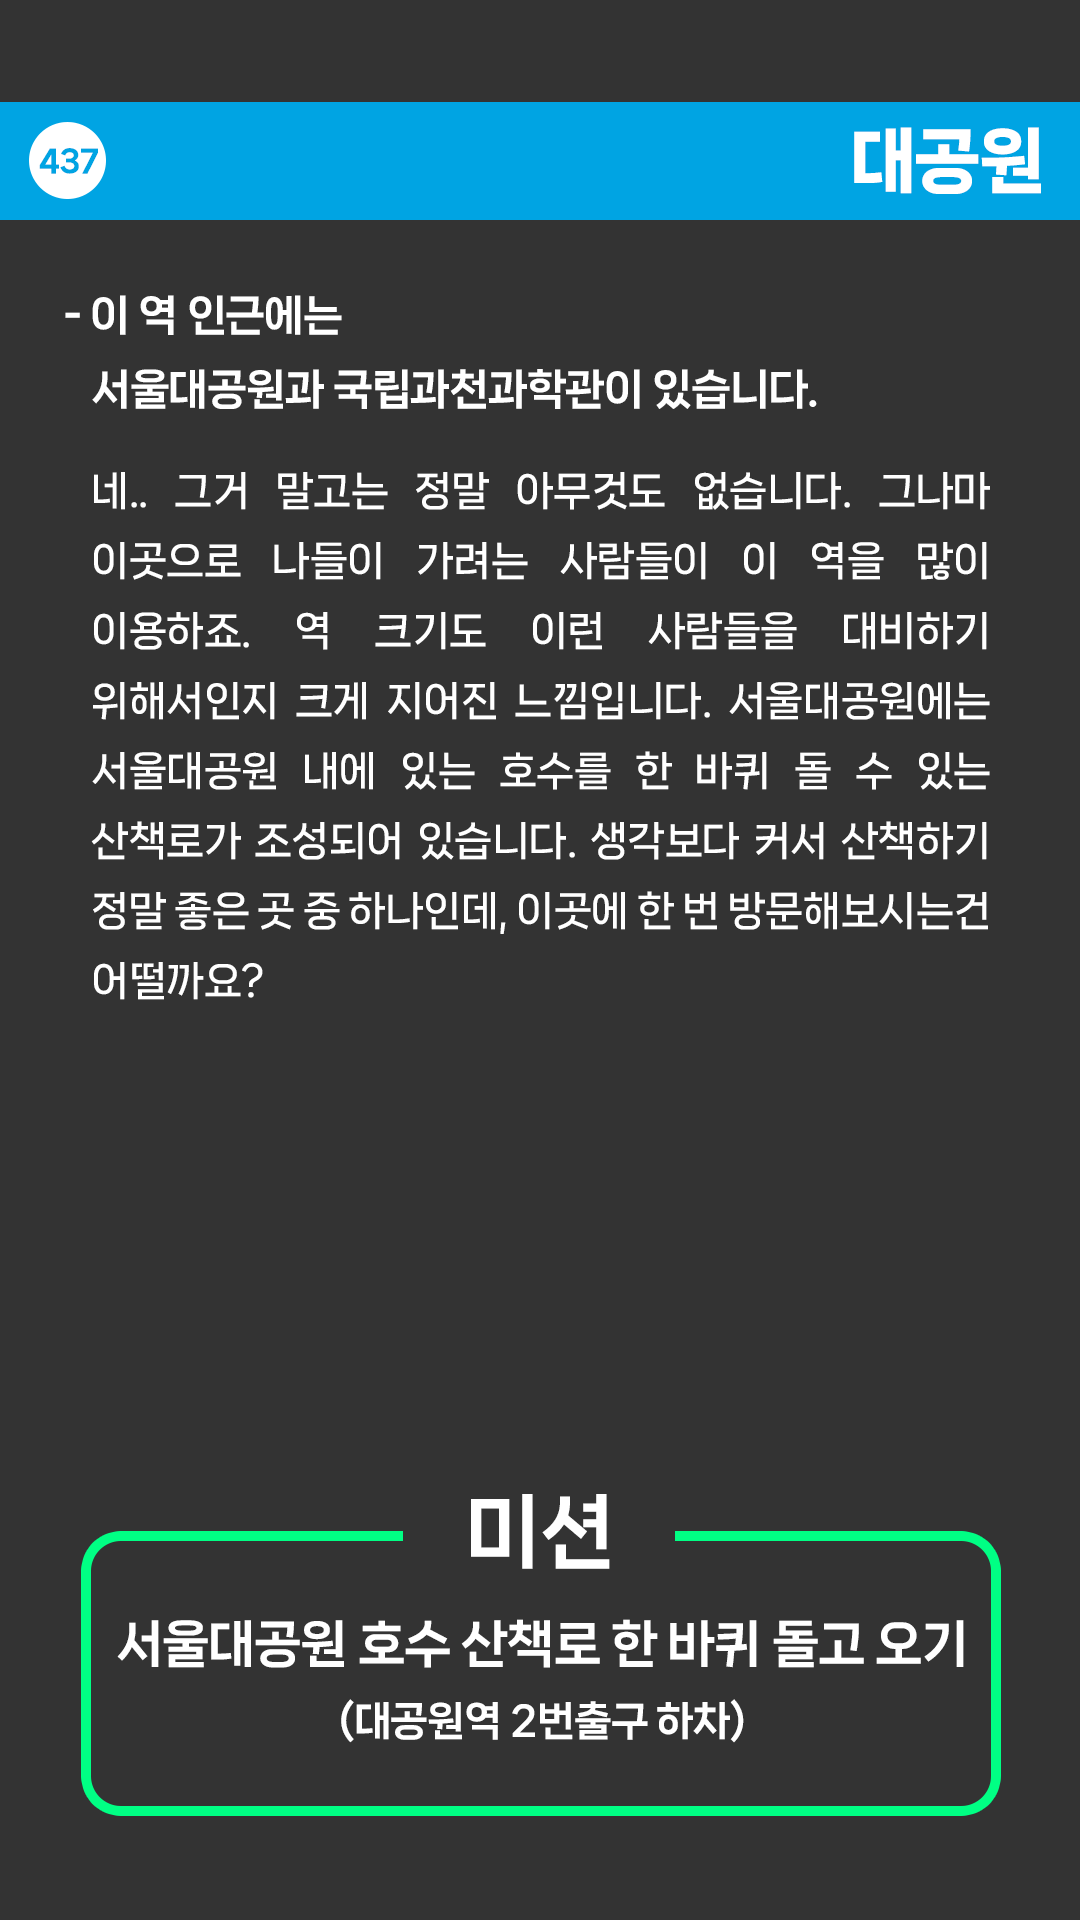 437
대공원
- 이 역 인근에는
서울대공원과 국립과천과학관이 있습니다.
네.. 그거 말고는 정말 아무것도 없습니다. 그나마
이곳으로 나들이 가려는 사람들이 이 역을 많이
이용하죠. 역 크기도 이런 사람들을 대비하기
위해서인지 크게 지어진 느낌입니다. 서울대공원에는
서울대공원 내에 있는 호수를 한 바퀴 돌 수 있는
산책로가 조성되어 있습니다. 생각보다 커서 산책하기
정말 좋은 곳 중 하나인데, 이곳에 한 번 방문해보시는건
어떨까요?
미션
서울대공원 호수 산책로 한 바퀴 돌고 오기
(대공원역 2번출구 하차)